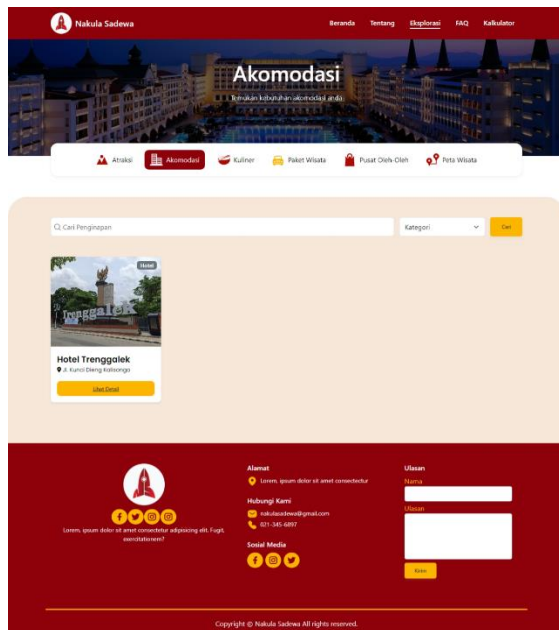 Nakula Sadewa
Beranda Tentang Eksplorasi FAQ Kalkulator
Akomodasi
Temukan kebutuhan akomodasi anda
Atraksi Akomodasi Kuliner Paket Wisata Pusat Oleh-Oleh Peta Wisata
Cari Penginapan Kategori Cari
Hotel
Trenggalek
Hotel Trenggalek
Jl. Kunci Dieng Kalisongo
Lihat Detail
Lorem, ipsum dolor sit amet consectetur adipisicing elit. Fugit, exercitationem?
Alamat
Lorem, ipsum dolor sit amet consectedtur
Hubungi Kami
nakulasadewa@gmail.com
021-345-6897
Sosial Media
Ulasan
Nama
Ulasan
Kirim
Copyright © Nakula Sadewa All rights reserved.